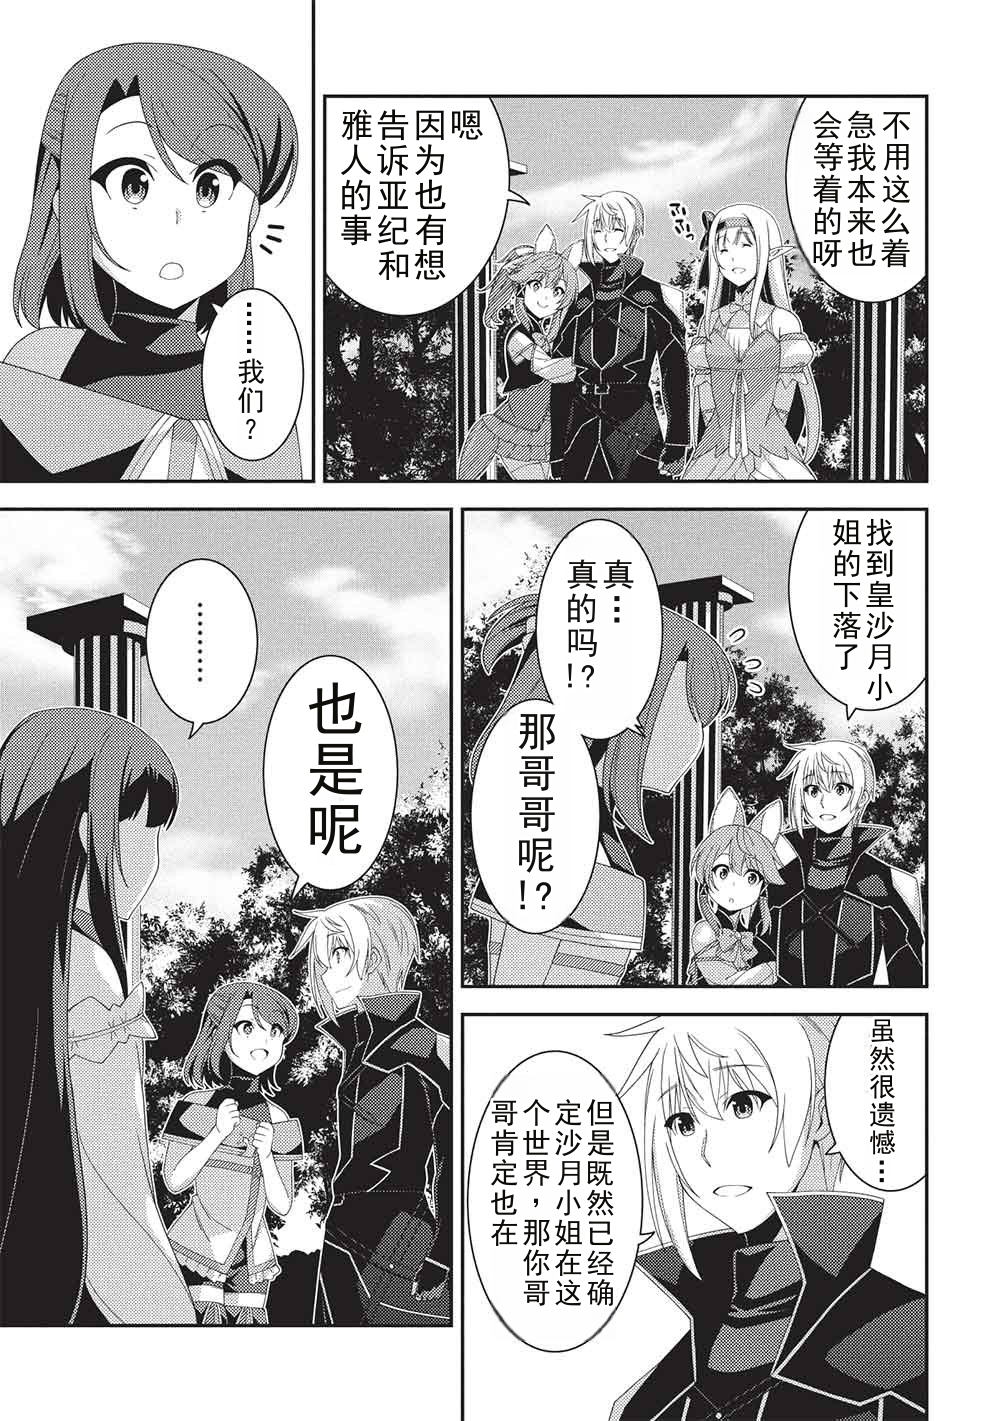 不用这么着
急我本来也
会等着的呀
嗯
因为也有想
告诉亚纪和
雅人的事
……
我们？
找到皇沙月小
姐的下落了
真…
真的吗
!?
那哥哥呢
!?
虽然很遗憾…
但是既然已经确
定沙月小姐在这
个世界，那你哥
哥肯定也在
………
也是呢